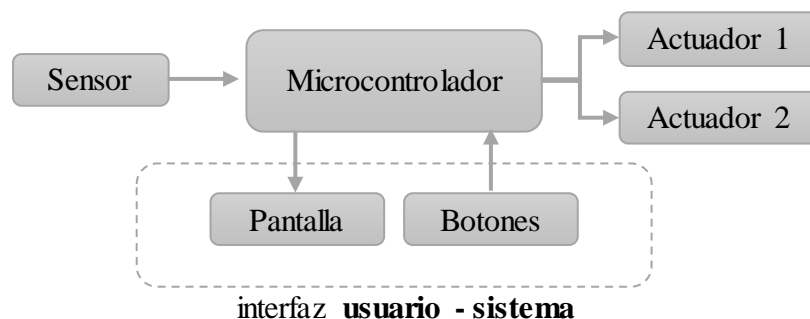 Actuador 1
Sensor
Microcontrolador
Actuador 2
Pantalla
Botones
interfaz usuario - sistema